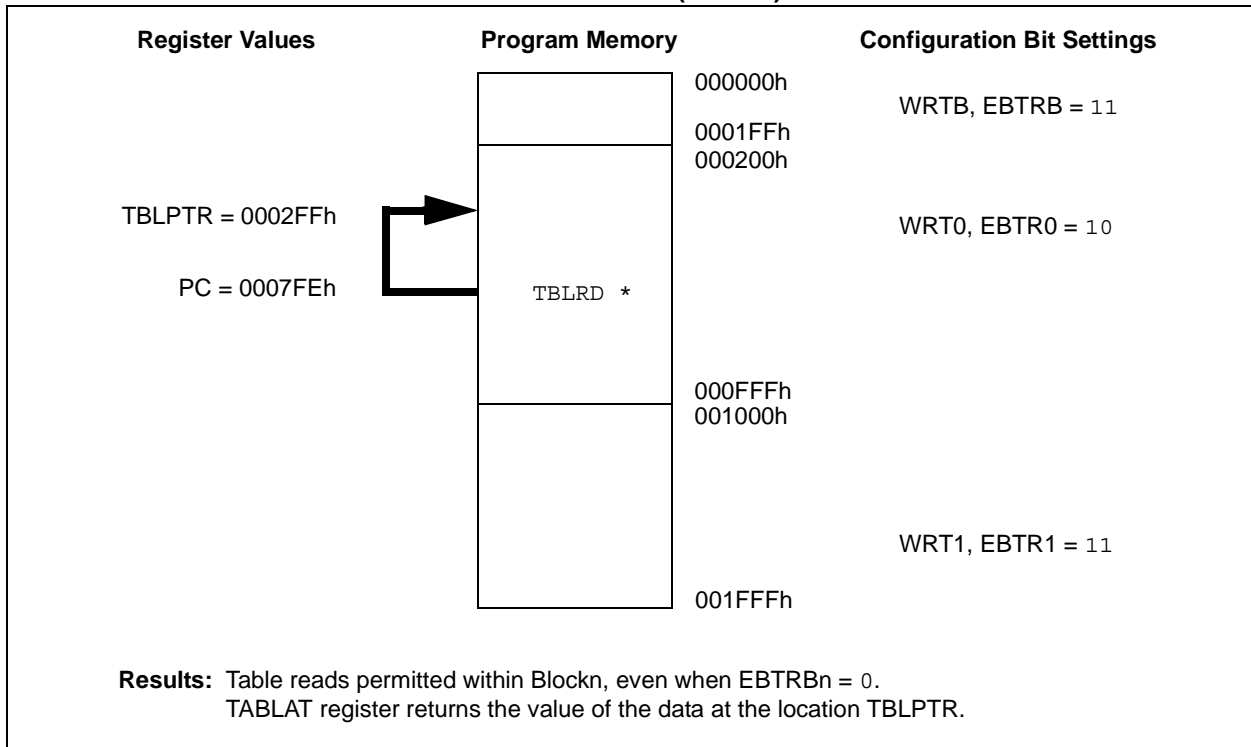 Register Values Program Memory Configuration Bit Settings
000000h
WRTB, EBTRB = 11
0001FFh
000200h
TBLPTR = 0002FFh
WRT0, EBTR0 = 10
PC = 0007FEh
TBLRD *
000FFFh
001000h
WRT1, EBTR1 = 11
001FFFh
Results: Table reads permitted within Blockn, even when EBTRBn = 0.
TABLAT register returns the value of the data at the location TBLPTR.